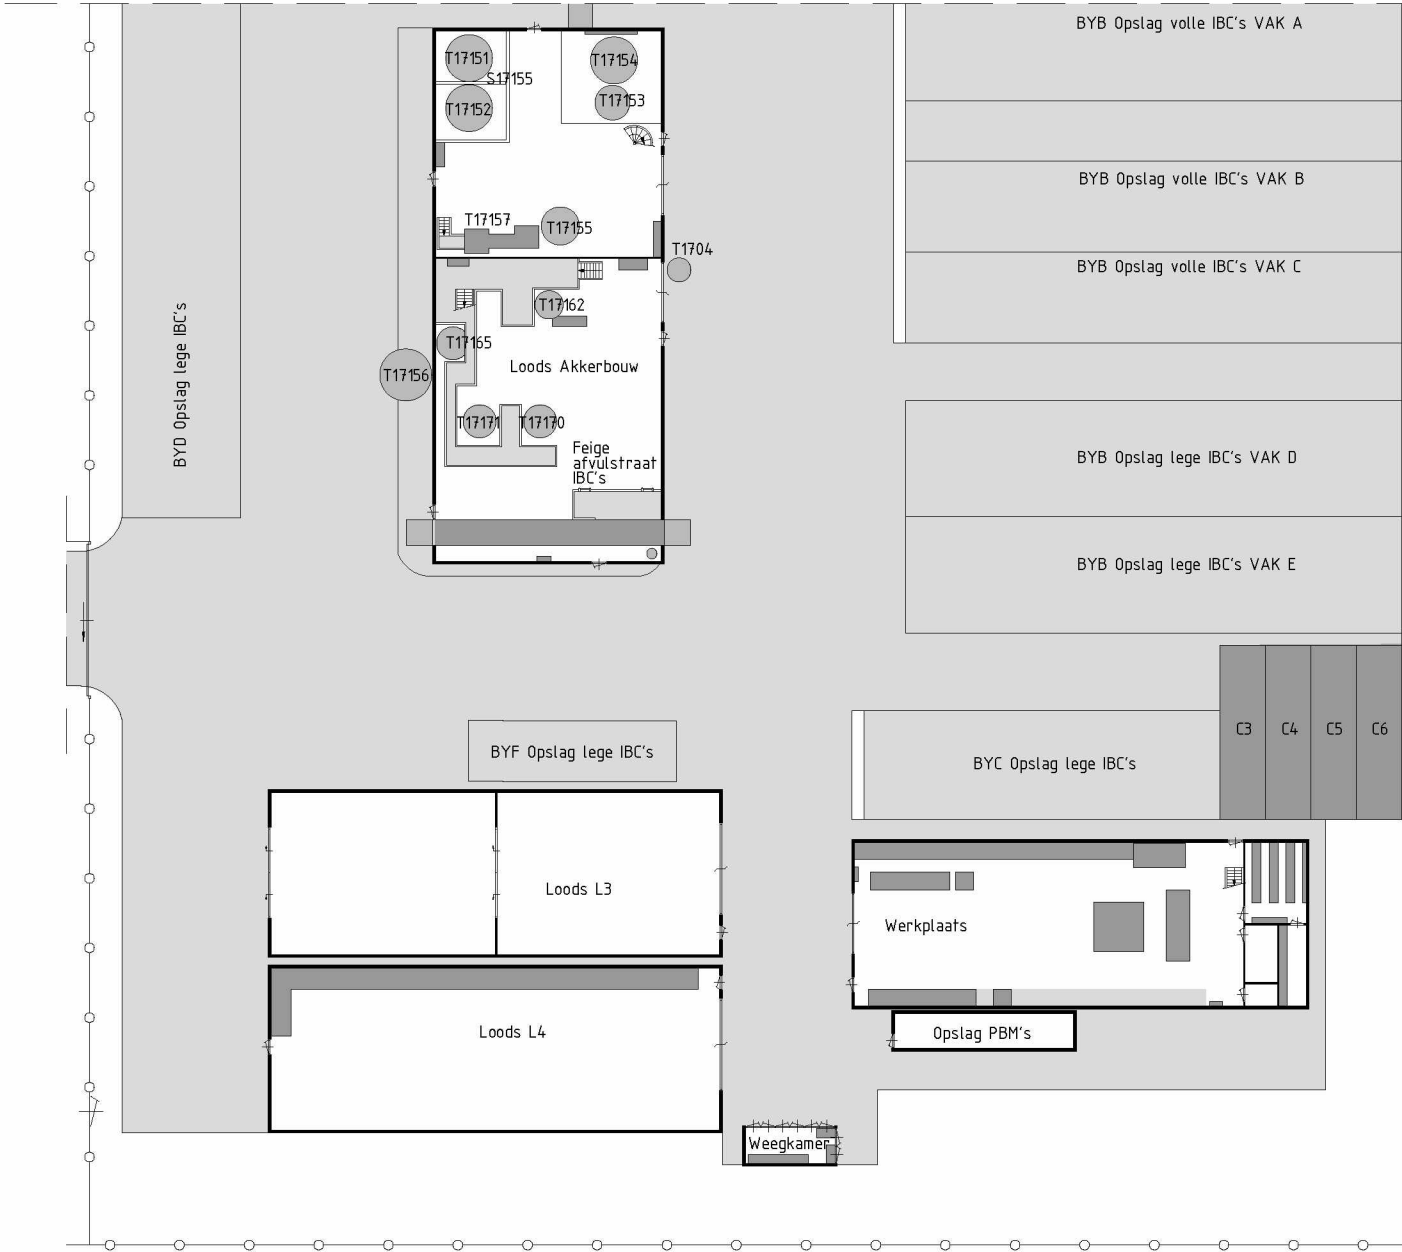 BYB Opslag volle IBC's VAK A
T17151
T17154
S17155
T17153
T17152
BYB Opslag volle IBC's VAK B
T17157
T17155
T1704
BYB Opslag volle IBC's VAK C
T17162
BYD Opslag lege IBC's
T17165
Loods Akkerbouw
T17156
T17171
T17170
Feige
afvulstraat
IBC's
BYB Opslag lege IBC's VAK D
BYB Opslag lege IBC's VAK E
C3
C4
C5
C6
BYF Opslag lege IBC's
BYC Opslag lege IBC's
Loods L3
Werkplaats
Loods L4
Opslag PBM's
Weegkamer